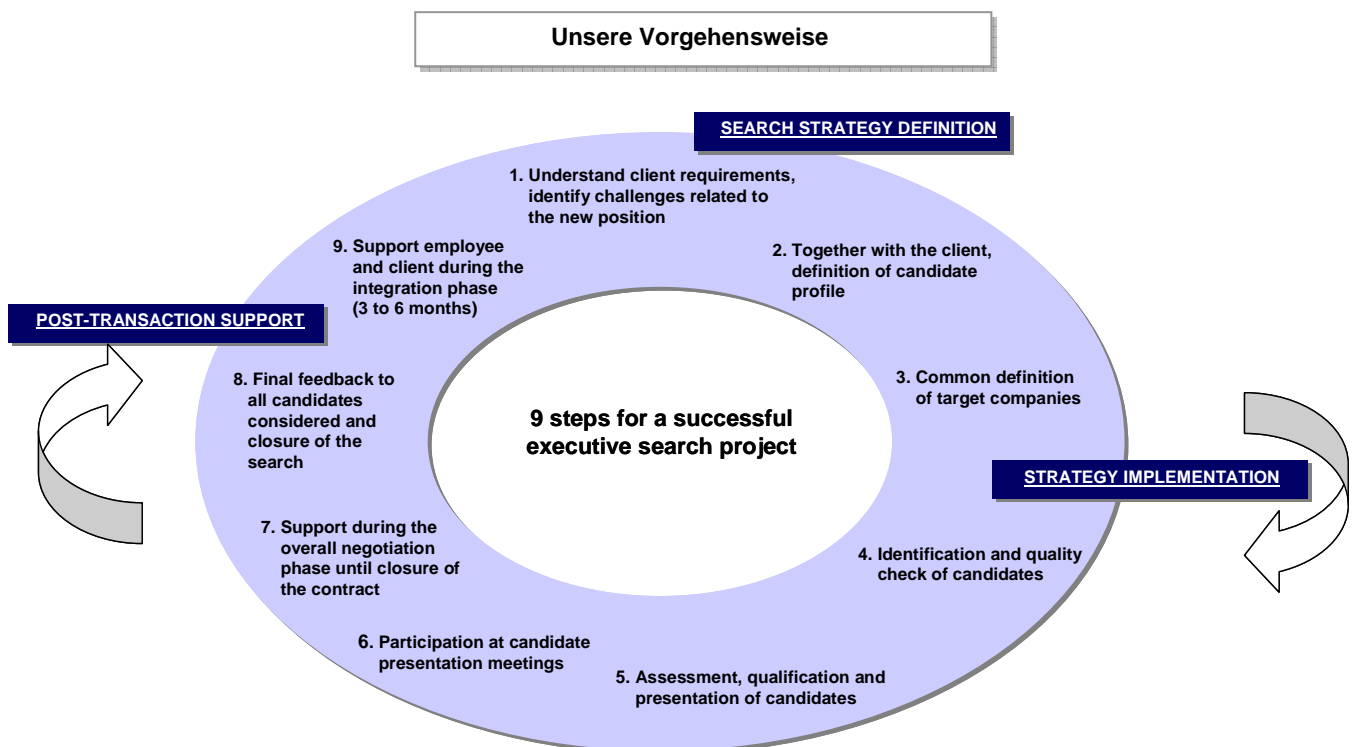 Unsere Vorgehensweise
SEARCH STRATEGY DEFINITION
1. Understand client requirements,
identify challenges related to
the new position
2. Together with the client,
definition of candidate
profile
3. Common definition
of target companies
STRATEGY IMPLEMENTATION
4. Identification and quality
check of candidates
5. Assessment, qualification and
presentation of candidates
6. Participation at candidate
presentation meetings
7. Support during the
overall negotiation
phase until closure of
the contract
8. Final feedback to
all candidates
considered and
closure of the
search
POST-TRANSACTION SUPPORT
9. Support employee
and client during the
integration phase
(3 to 6 months)
9 steps for a successful
executive search project